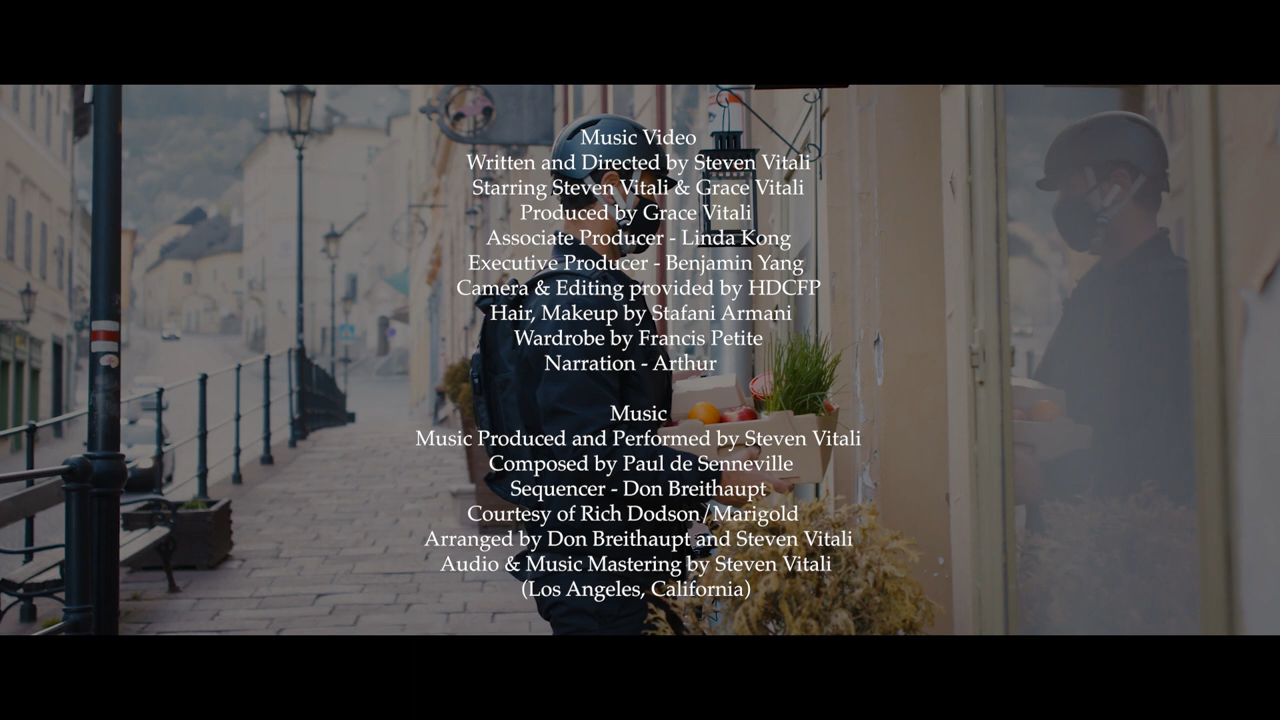 Music Video
Written and Directed by Steven Vitali
Starring Steven Vitali & Grace Vitali
Produced by Grace Vitali
Associate Producer - Linda Kong
Executive Producer - Benjamin Yang
Camera & Editing provided by HDCFP
Hair, Makeup by Stafani Armani
Wardrobe by Francis Petite
Narration - Arthur
Music
Music Produced and Performed by Steven Vitali
Composed by Paul de Senneville
Sequencer - Don Breithaupt
Courtesy of Rich Dodson/Marigold
Arranged by Don Breithaupt and Steven Vitali
Audio & Music Mastering by Steven Vitali
(Los Angeles, California)